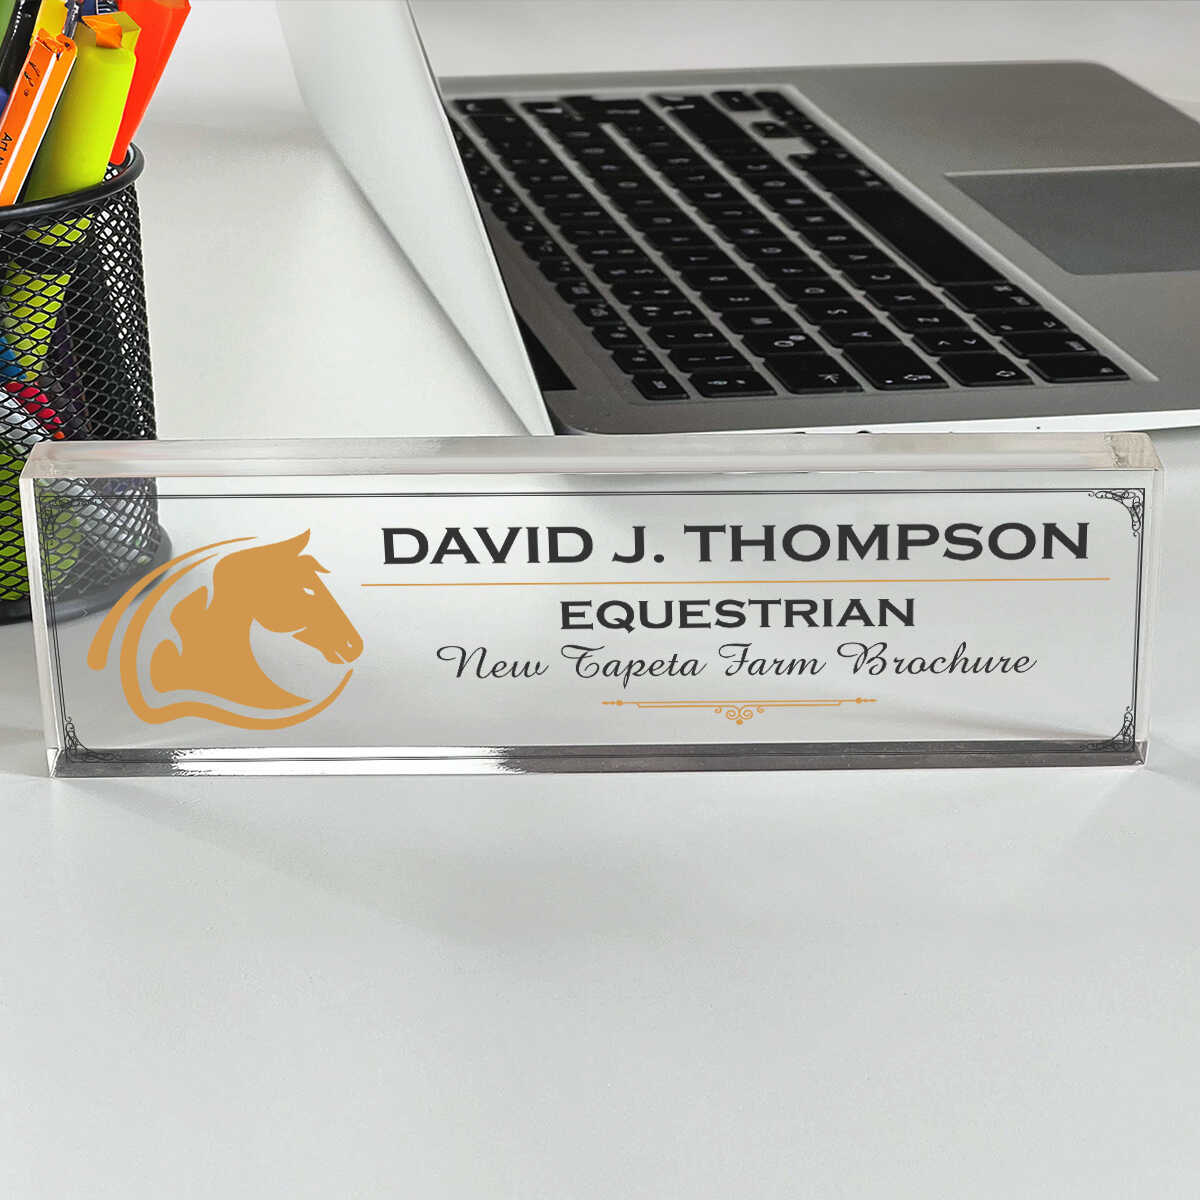 DAVID J. THOMPSON
EQUESTRIAN
New Tapeta Farm Brochure